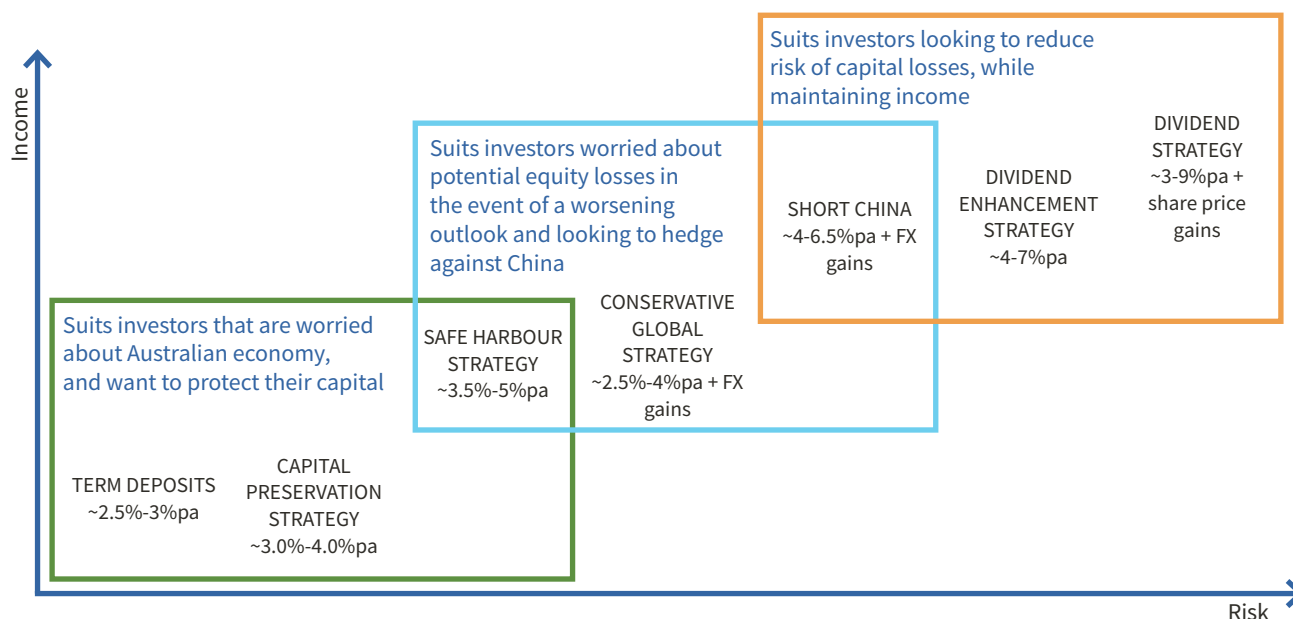 Income
Suits investors looking to reduce
risk of capital losses, while
maintaining income
DIVIDEND
STRATEGY
~3-9%pa +
share price
gains
DIVIDEND
ENHANCEMENT
STRATEGY
~4-7%pa
SHORT CHINA
~4-6.5%pa + FX
gains
Suits investors worried about
potential equity losses in
the event of a worsening
outlook and looking to hedge
against China
CONSERVATIVE
GLOBAL
STRATEGY
~2.5%-4%pa + FX
gains
SAFE HARBOUR
STRATEGY
~3.5%-5%pa
Suits investors that are worried
about Australian economy,
and want to protect their capital
TERM DEPOSITS
~2.5%-3%pa
CAPITAL
PRESERVATION
STRATEGY
~3.0%-4.0%pa
Risk